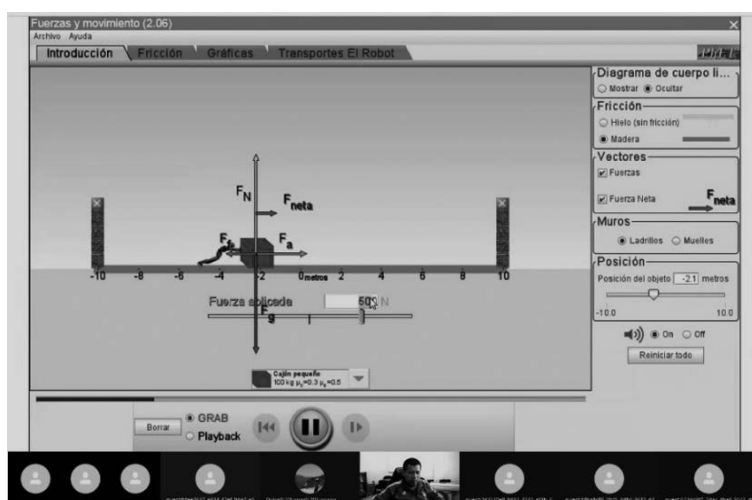 Fuerzas y movimiento (2.06)
Archivo Ayuda
Introducción Fricción Gráficas Transportes El Robot
PhET
Diagrama de cuerpo li...
Mostrar Ocultar
Fricción
Hielo (sin fricción)
Madera
Vectores
Fuerzas
Fuerza Neta Fneta
Muros
Ladrillos Muelles
Posición
Posición del objeto -2.1 metros
-10.0 10.0
On Off
Reiniciar todo
FN
Fneta
Ff Fa
-10 -8 -6 -4 -2 0metros 2 4 6 8 10
Fuerza aplicada N
Fg
Cajón pequeño
Borrar
GRAB
Playback